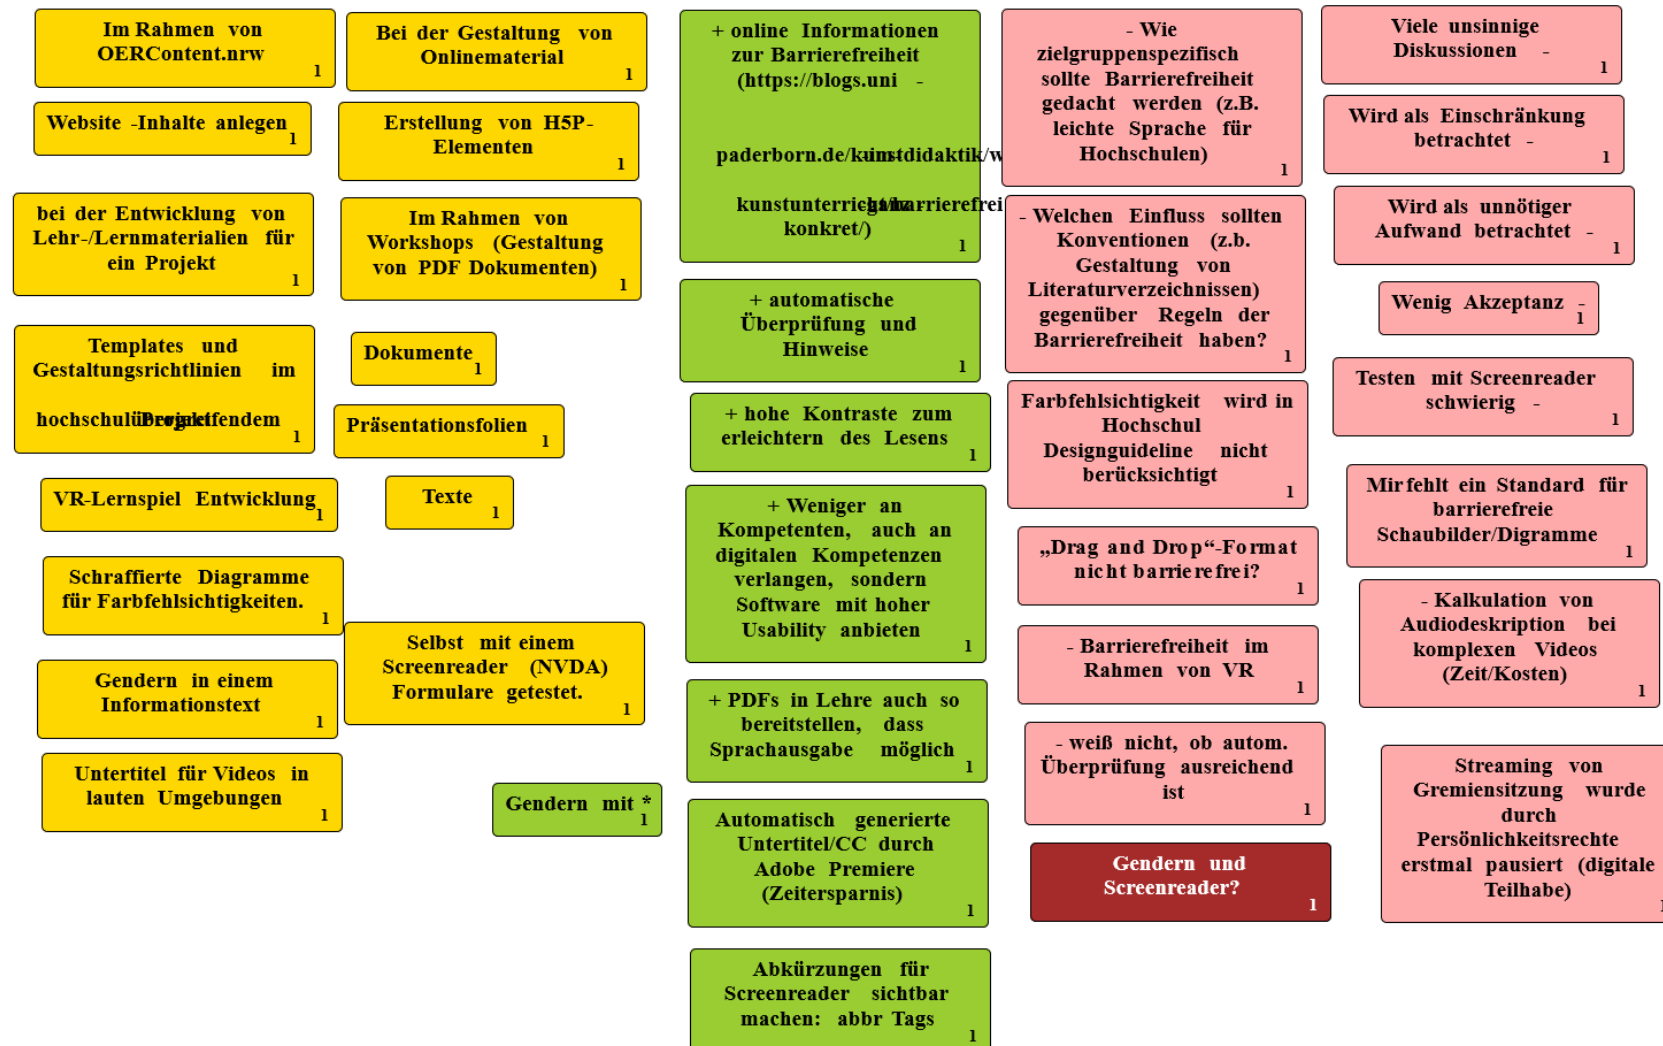 Im Rahmen von
OERContent.nrw
1
Website -Inhalte anlegen
1
bei der Entwicklung von
Lehr-/Lernmaterialien für
ein Projekt
1
Templates und
Gestaltungsrichtlinien im
hochschulübergreifendem
Projekt
1
VR-Lernspiel Entwicklung
1
Schraffierte Diagramme
für Farbfehlsichtigkeiten.
1
Gendern in einem
Informationstext
1
Untertitel für Videos in
lauten Umgebungen
1
Bei der Gestaltung von
Onlinematerial
1
Erstellung von H5P-
Elementen
1
Im Rahmen von
Workshops (Gestaltung
von PDF Dokumenten)
1
Dokumente
1
Präsentationsfolien
1
Texte
1
Selbst mit einem
Screenreader (NVDA)
Formulare getestet.
1
Gendern mit *
1
+ online Informationen
zur Barrierefreiheit
(https://blogs.uni -
paderborn.de/kunstdidaktik/
kunstunterricht/barrierefrei
konkret/)
1
+ automatische
Überprüfung und
Hinweise
1
+ hohe Kontraste zum
erleichtern des Lesens
1
+ Weniger an
Kompetenten, auch an
digitalen Kompetenzen
verlangen, sondern
Software mit hoher
Usability anbieten
1
+ PDFs in Lehre auch so
bereitstellen, dass
Sprachausgabe möglich
1
Automatisch generierte
Untertitel/CC durch
Adobe Premiere
(Zeitersparnis)
1
Abkürzungen für
Screenreader sichtbar
machen: abbr Tags
1
- Wie
zielgruppenspezifisch
sollte Barrierefreiheit
gedacht werden (z.B.
leichte Sprache für
Hochschulen)
1
- Welchen Einfluss sollten
Konventionen (z.b.
Gestaltung von
Literaturverzeichnissen)
gegenüber Regeln der
Barrierefreiheit haben?
1
Farbfehlsichtigkeit wird in
Hochschul
Designguideline nicht
berücksichtigt
1
„Drag and Drop“-Format
nicht barrierefrei?
1
- Barrierefreiheit im
Rahmen von VR
1
- weiß nicht, ob autom.
Überprüfung ausreichend
ist
1
Gendern und
Screenreader?
1
Viele unsinnige
Diskussionen -
1
Wird als Einschränkung
betrachtet -
1
Wird als unnötiger
Aufwand betrachtet -
1
Wenig Akzeptanz -
1
Testen mit Screenreader
schwierig -
1
Mir fehlt ein Standard für
barrierefreie
Schaubilder/Digramme
1
- Kalkulation von
Audiodeskription bei
komplexen Videos
(Zeit/Kosten)
1
Streaming von
Gremiensitzung wurde
durch
Persönlichkeitsrechte
erstmal pausiert (digitale
Teilhabe)
1